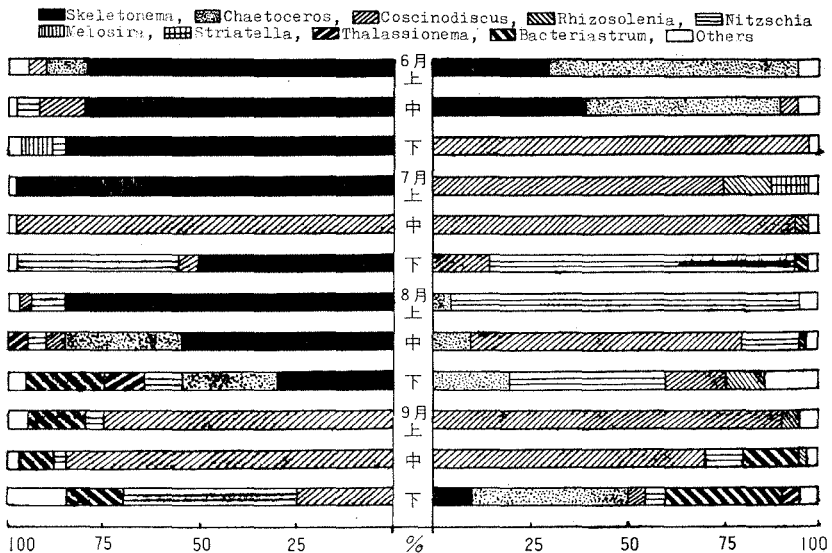 Skeletonema, Chaetoceros, Coscinodiscus, Rhizosolenia, Nitzschia
Melosira, Striatella, Thalassionema, Bacteriastrum, Others
6月上
中
下
7月上
中
下
8月上
中
下
9月上
中
下
100 75 50 25 % 25 50 75 100